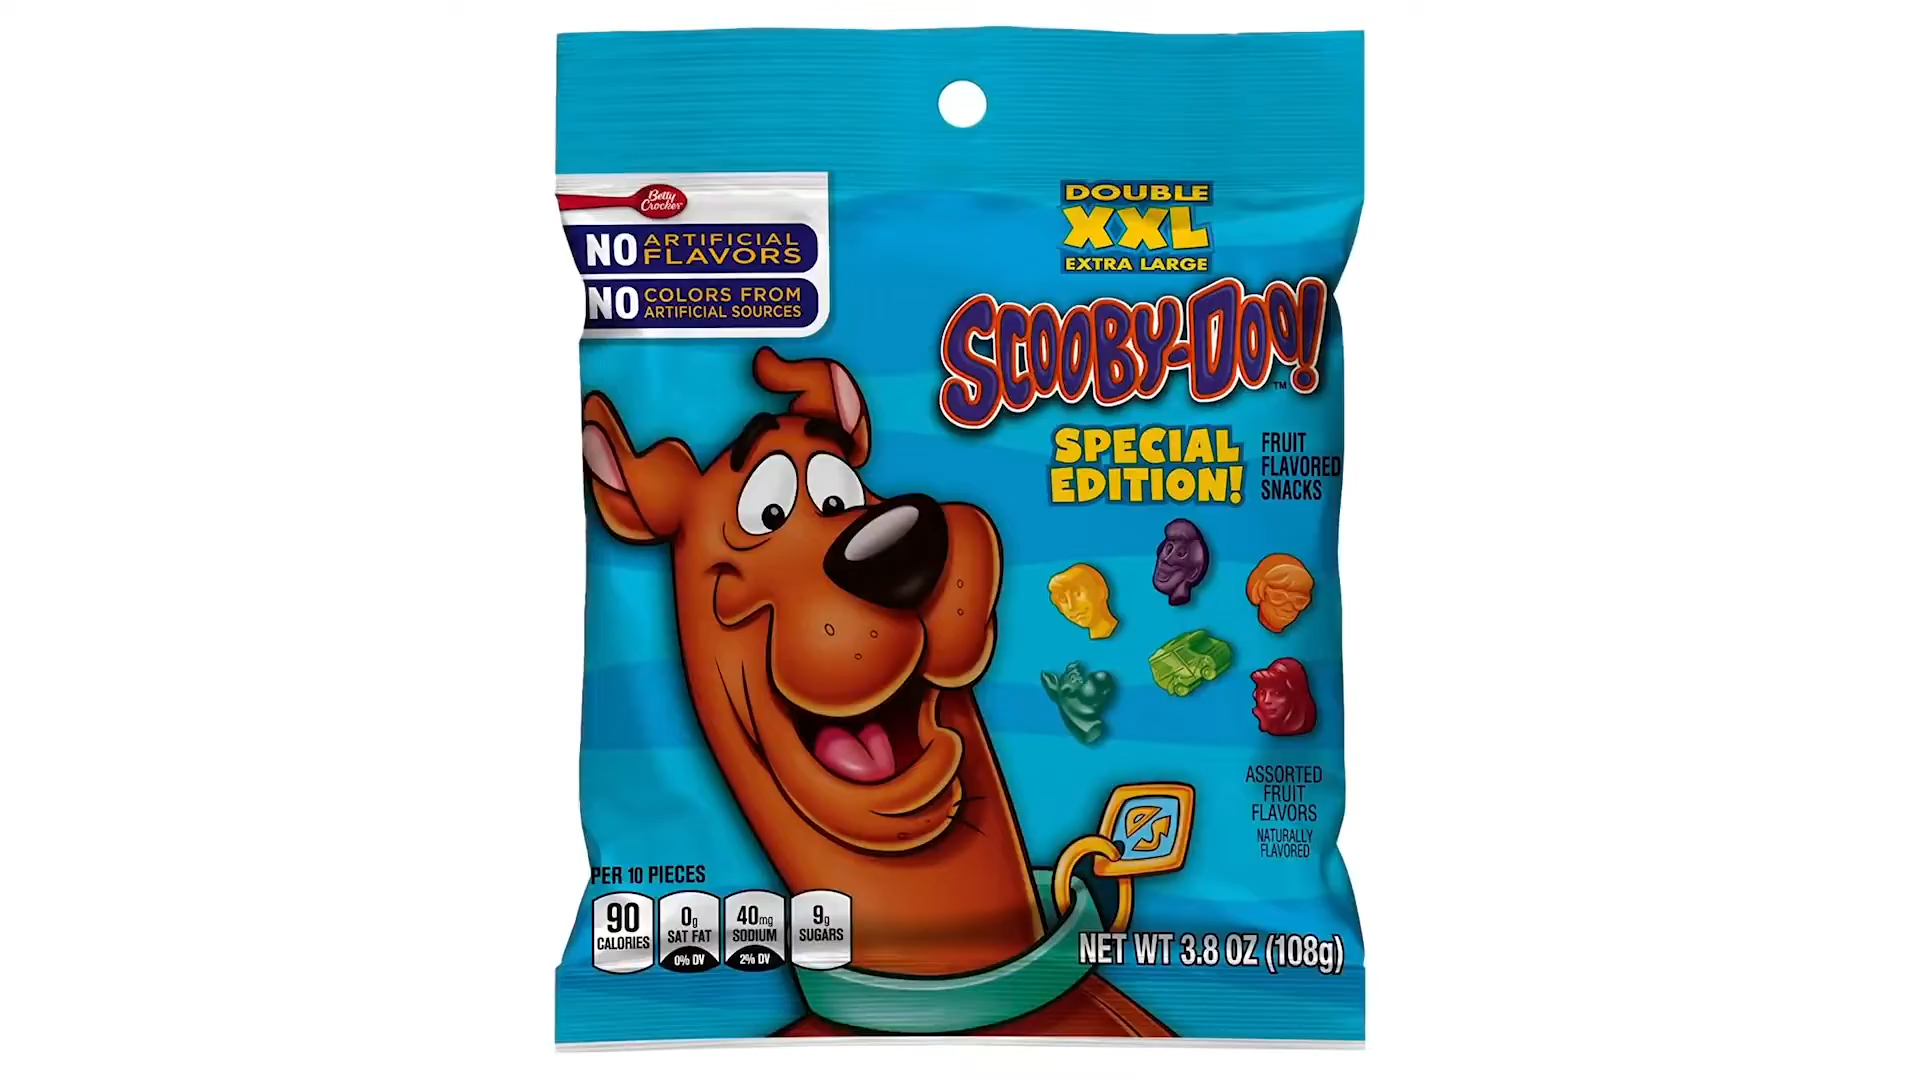 Betty
Crocker
NO ARTIFICIAL
FLAVORS
NO COLORS FROM
ARTIFICIAL SOURCES
DOUBLE
XXL
EXTRA LARGE
SCOOBY-DOO!
TM
SPECIAL
EDITION!
FRUIT
FLAVORED
SNACKS
ASSORTED
FRUIT
FLAVORS
NATURALLY
FLAVORED
PER 10 PIECES
90
CALORIES
0g
SAT FAT
0% DV
40mg
SODIUM
2% DV
9g
SUGARS
NET WT 3.8 OZ (108g)